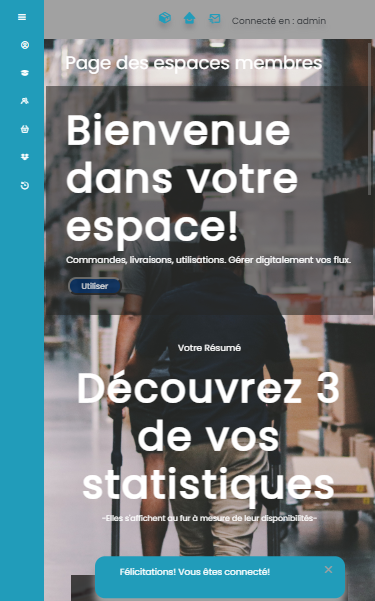 Connecté en : admin
Page des espaces membres
Bienvenue
dans votre
espace!
Commandes, livraisons, utilisations. Gérer digitalement vos flux.
Utiliser
Votre Résumé
Découvrez 3
de vos
statistiques
~Elles s'affichent au fur à mesure de leur disponibilités~
Félicitations! Vous êtes connecté!